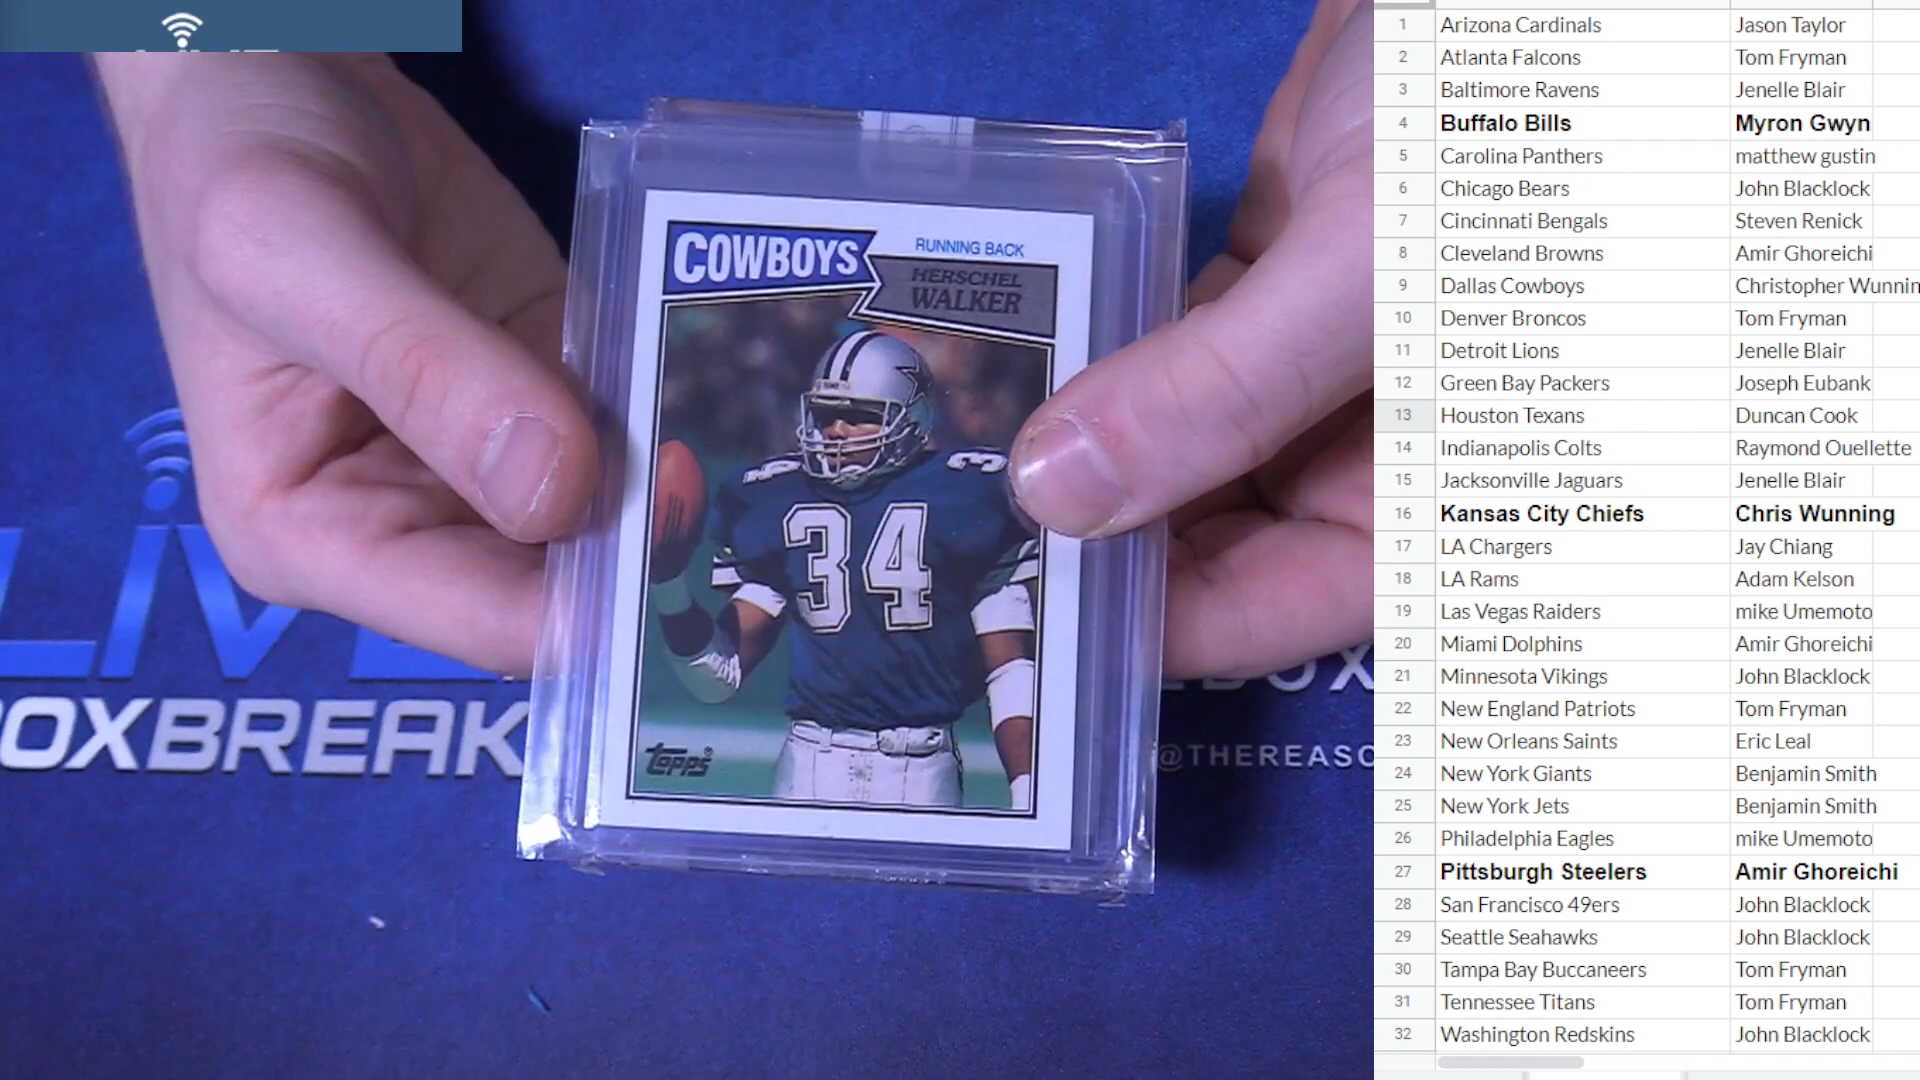 COWBOYS
RUNNING BACK
HERSCHEL
WALKER
34
Topps
OXBREAK
@THEREASO
1 Arizona Cardinals Jason Taylor
2 Atlanta Falcons Tom Fryman
3 Baltimore Ravens Jenelle Blair
4 Buffalo Bills Myron Gwyn
5 Carolina Panthers matthew gustin
6 Chicago Bears John Blacklock
7 Cincinnati Bengals Steven Renick
8 Cleveland Browns Amir Ghoreichi
9 Dallas Cowboys Christopher Wunnin
10 Denver Broncos Tom Fryman
11 Detroit Lions Jenelle Blair
12 Green Bay Packers Joseph Eubank
13 Houston Texans Duncan Cook
14 Indianapolis Colts Raymond Ouellette
15 Jacksonville Jaguars Jenelle Blair
16 Kansas City Chiefs Chris Wunning
17 LA Chargers Jay Chiang
18 LA Rams Adam Kelson
19 Las Vegas Raiders mike Umemoto
20 Miami Dolphins Amir Ghoreichi
21 Minnesota Vikings John Blacklock
22 New England Patriots Tom Fryman
23 New Orleans Saints Eric Leal
24 New York Giants Benjamin Smith
25 New York Jets Benjamin Smith
26 Philadelphia Eagles mike Umemoto
27 Pittsburgh Steelers Amir Ghoreichi
28 San Francisco 49ers John Blacklock
29 Seattle Seahawks John Blacklock
30 Tampa Bay Buccaneers Tom Fryman
31 Tennessee Titans Tom Fryman
32 Washington Redskins John Blacklock